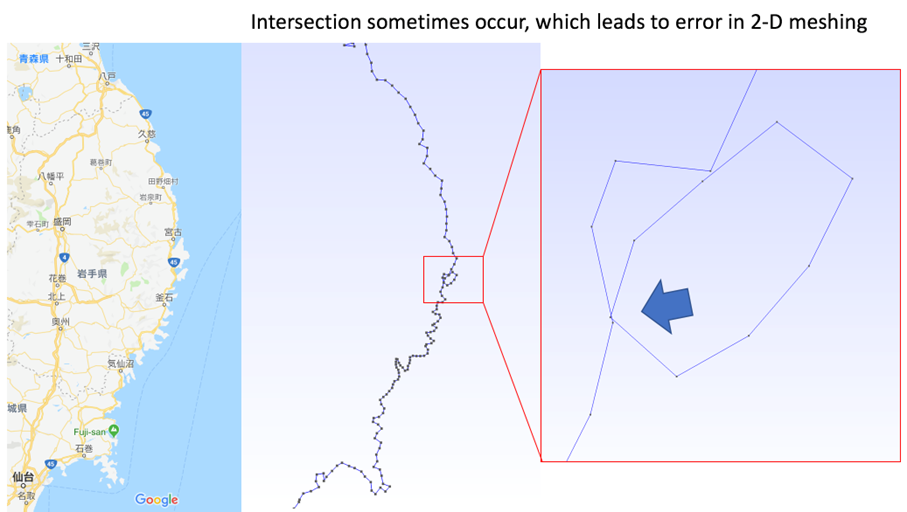 Intersection sometimes occur, which leads to error in 2-D meshing
三沢
青森県 十和田
八戸
45
鹿角
久慈
葛巻町
八幡平
田野畑村
岩泉町
雫石町 盛岡
宮古
4
45
花巻 岩手県
北上
釜石
奥州
気仙沼
城県
Fuji-san
石巻
45
仙台
名取
Google